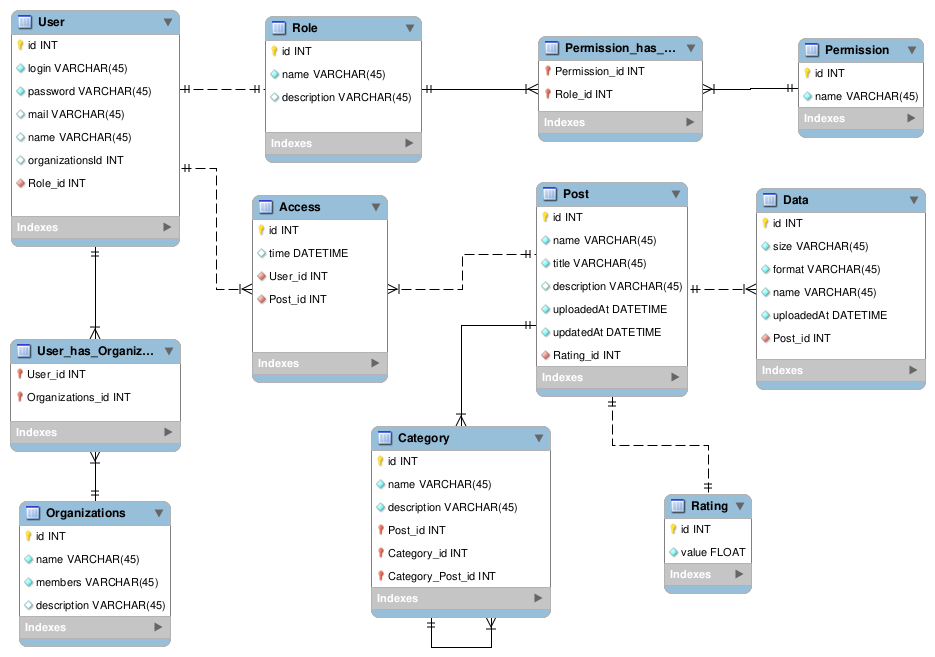 User
id INT
login VARCHAR(45)
password VARCHAR(45)
mail VARCHAR(45)
name VARCHAR(45)
organizationsId INT
Role_id INT
Indexes
Role
id INT
name VARCHAR(45)
description VARCHAR(45)
Indexes
Permission_has_...
Permission_id INT
Role_id INT
Indexes
Permission
id INT
name VARCHAR(45)
Indexes
Access
id INT
time DATETIME
User_id INT
Post_id INT
Indexes
Post
id INT
name VARCHAR(45)
title VARCHAR(45)
description VARCHAR(45)
uploadedAt DATETIME
updatedAt DATETIME
Rating_id INT
Indexes
Data
id INT
size VARCHAR(45)
format VARCHAR(45)
name VARCHAR(45)
uploadedAt DATETIME
Post_id INT
Indexes
User_has_Organiz...
User_id INT
Organizations_id INT
Indexes
Organizations
id INT
name VARCHAR(45)
members VARCHAR(45)
description VARCHAR(45)
Indexes
Category
id INT
name VARCHAR(45)
description VARCHAR(45)
Post_id INT
Category_id INT
Category_Post_id INT
Indexes
Rating
id INT
value FLOAT
Indexes